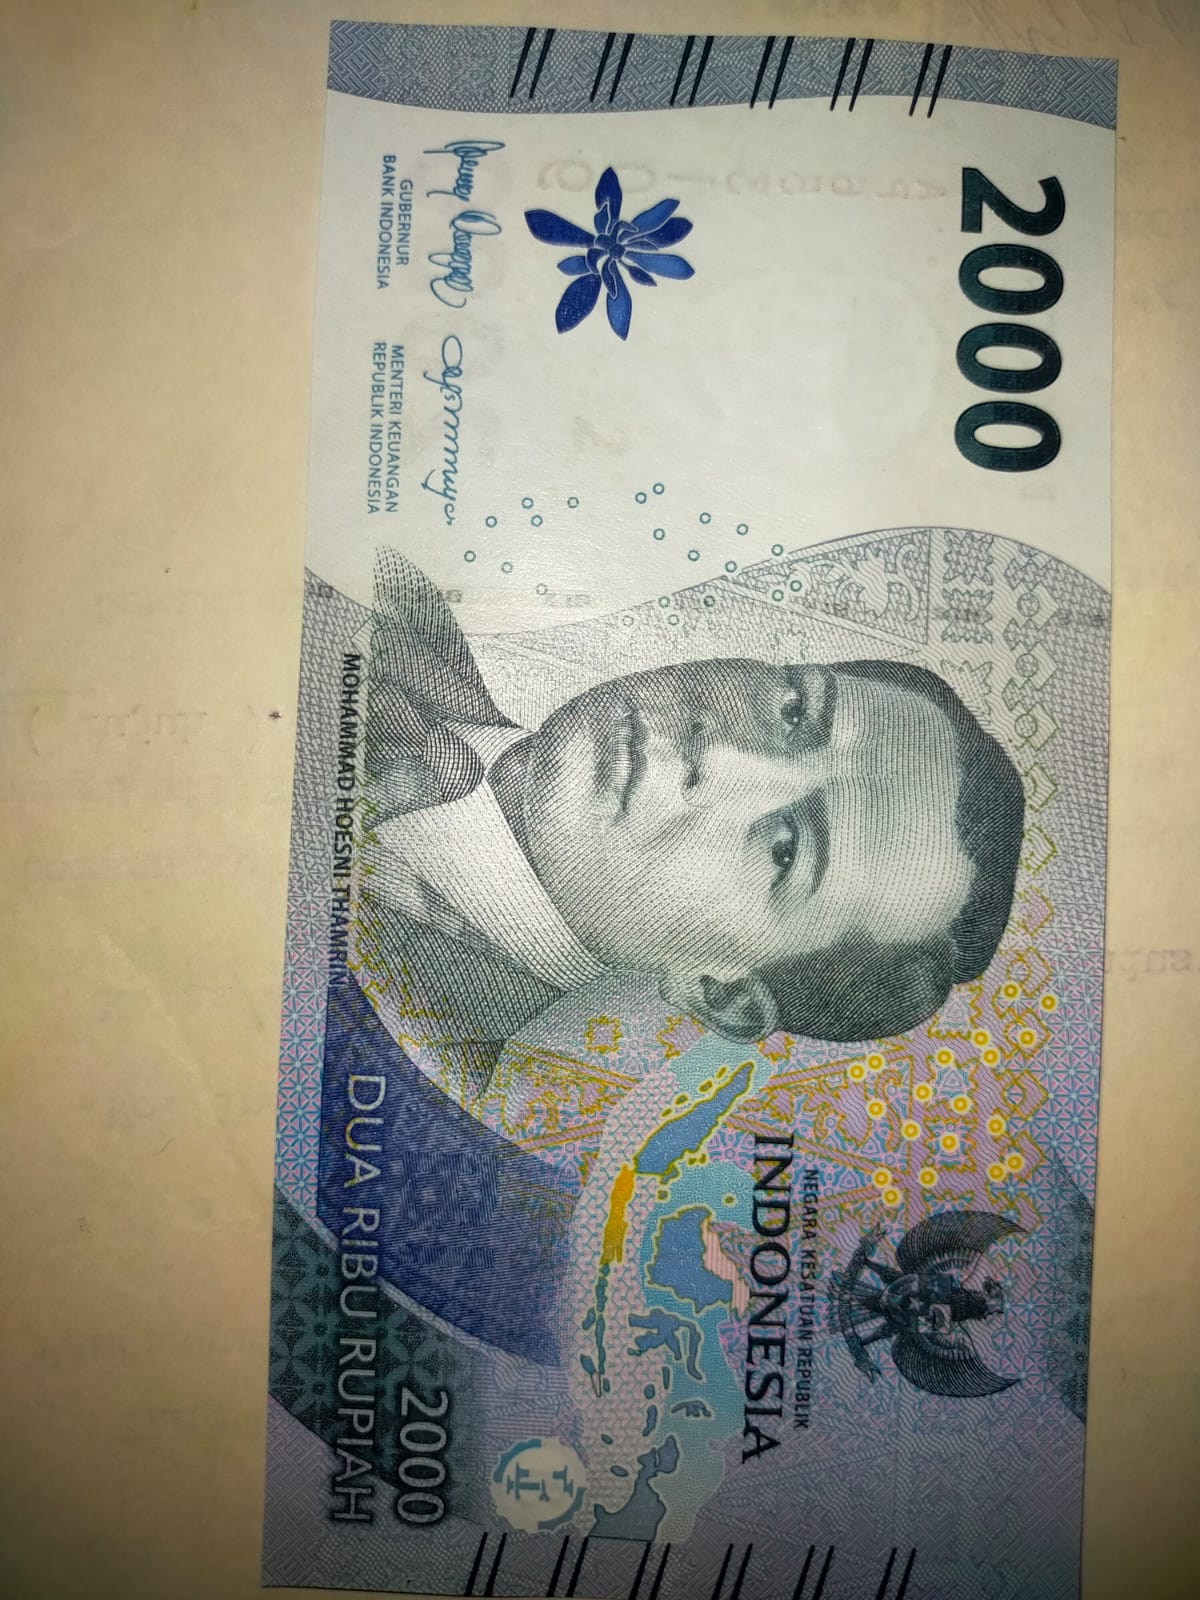 2000
GUBERNUR
BANK INDONESIA
MENTERI KEUANGAN
REPUBLIK INDONESIA
MOHAMMAD HOESNI THAMRIN
NEGARA KESATUAN REPUBLIK
INDONESIA
2000
DUA RIBU RUPIAH